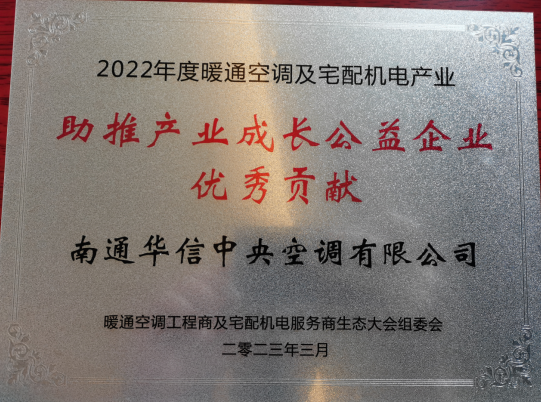 2022年度暖通空调及宅配机电产业
助推产业成长公益企业
优秀贡献
南通华信中央空调有限公司
暖通空调工程商及宅配机电服务商生态大会组委会
二零二三年三月